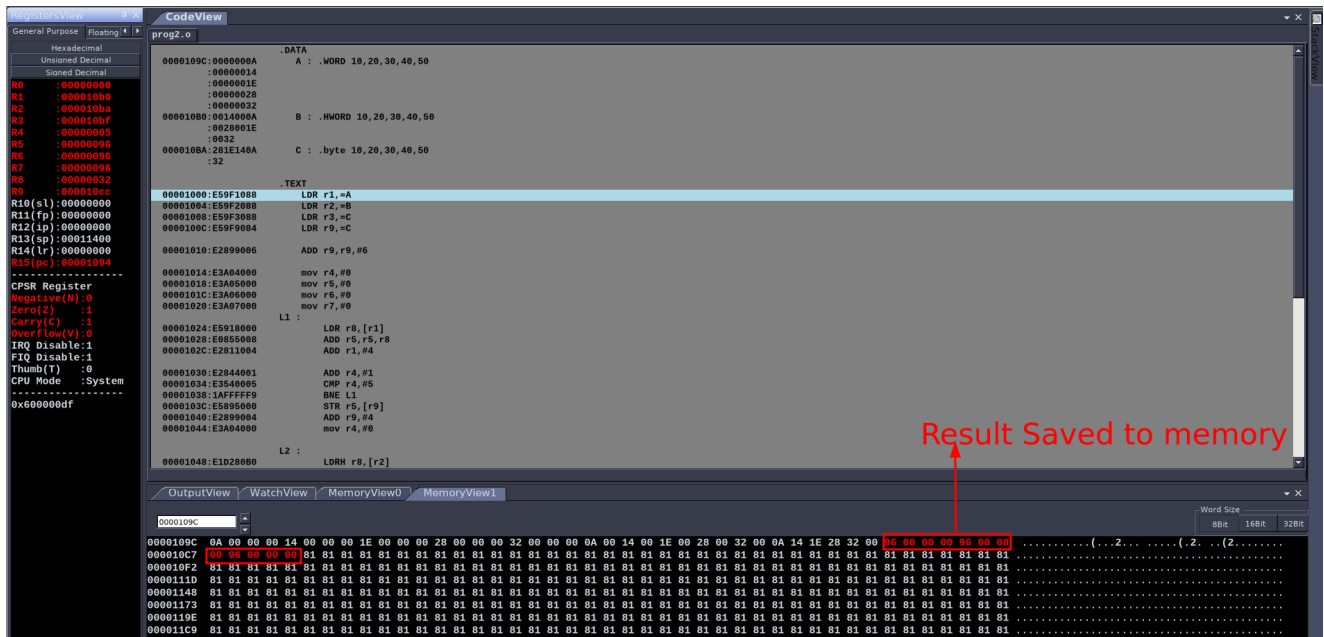 RegistersView
General Purpose Floating
Hexadecimal
Unsigned Decimal
Signed Decimal
R0 :00000000
R1 :000010b0
R2 :000010ba
R3 :000010bf
R4 :00000005
R5 :00000096
R6 :00000096
R7 :00000096
R8 :00000032
R9 :000010cc
R10(sl):00000000
R11(fp):00000000
R12(ip):00000000
R13(sp):00011400
R14(lr):00000000
R15(pc):00001094
CPSR Register
Negative(N):0
Zero(Z) :1
Carry(C) :1
Overflow(V):0
IRQ Disable:1
FIQ Disable:1
Thumb(T) :0
CPU Mode :System
0x600000df
CodeView
prog2.o
.DATA
0000109C:0000000A A : .WORD 10,20,30,40,50
:00000014
:0000001E
:00000028
:00000032
000010B0:0014000A B : .HWORD 10,20,30,40,50
:0028001E
:0032
000010BA:281E140A C : .byte 10,20,30,40,50
:32
.TEXT
00001000:E59F1088 LDR r1,=A
00001004:E59F2088 LDR r2,=B
00001008:E59F3088 LDR r3,=C
0000100C:E59F9084 LDR r9,=C
00001010:E2899006 ADD r9,r9,#6
00001014:E3A04000 mov r4,#0
00001018:E3A05000 mov r5,#0
0000101C:E3A06000 mov r6,#0
00001020:E3A07000 mov r7,#0
L1 :
00001024:E5918000 LDR r8,[r1]
00001028:E0855008 ADD r5,r5,r8
0000102C:E2811004 ADD r1,#4
00001030:E2844001 ADD r4,#1
00001034:E3540005 CMP r4,#5
00001038:1AFFFFF9 BNE L1
0000103C:E5895000 STR r5,[r9]
00001040:E2899004 ADD r9,#4
00001044:E3A04000 mov r4,#0
L2 :
00001048:E1D280B0 LDRH r8,[r2]
StackView
Result Saved to memory
OutputView WatchView MemoryView0 MemoryView1
0000109C
Word Size
8Bit 16Bit 32Bit
0000109C 0A 00 00 00 14 00 00 00 1E 00 00 00 28 00 00 00 32 00 00 00 0A 00 14 00 1E 00 28 00 32 00 0A 14 1E 28 32 00 96 00 00 00 96 00 00 ............(...2... ......(.2. ..(2........
000010C7 00 96 00 00 00 81 81 81 81 81 81 81 81 81 81 81 81 81 81 81 81 81 81 81 81 81 81 81 81 81 81 81 81 81 81 81 81 81 81 81 81 81 81 ...........................................
000010F2 81 81 81 81 81 81 81 81 81 81 81 81 81 81 81 81 81 81 81 81 81 81 81 81 81 81 81 81 81 81 81 81 81 81 81 81 81 81 81 81 81 81 81 ...........................................
0000111D 81 81 81 81 81 81 81 81 81 81 81 81 81 81 81 81 81 81 81 81 81 81 81 81 81 81 81 81 81 81 81 81 81 81 81 81 81 81 81 81 81 81 81 ...........................................
00001148 81 81 81 81 81 81 81 81 81 81 81 81 81 81 81 81 81 81 81 81 81 81 81 81 81 81 81 81 81 81 81 81 81 81 81 81 81 81 81 81 81 81 81 ...........................................
00001173 81 81 81 81 81 81 81 81 81 81 81 81 81 81 81 81 81 81 81 81 81 81 81 81 81 81 81 81 81 81 81 81 81 81 81 81 81 81 81 81 81 81 81 ...........................................
0000119E 81 81 81 81 81 81 81 81 81 81 81 81 81 81 81 81 81 81 81 81 81 81 81 81 81 81 81 81 81 81 81 81 81 81 81 81 81 81 81 81 81 81 81 ...........................................
000011C9 81 81 81 81 81 81 81 81 81 81 81 81 81 81 81 81 81 81 81 81 81 81 81 81 81 81 81 81 81 81 81 81 81 81 81 81 81 81 81 81 81 81 81 ...........................................